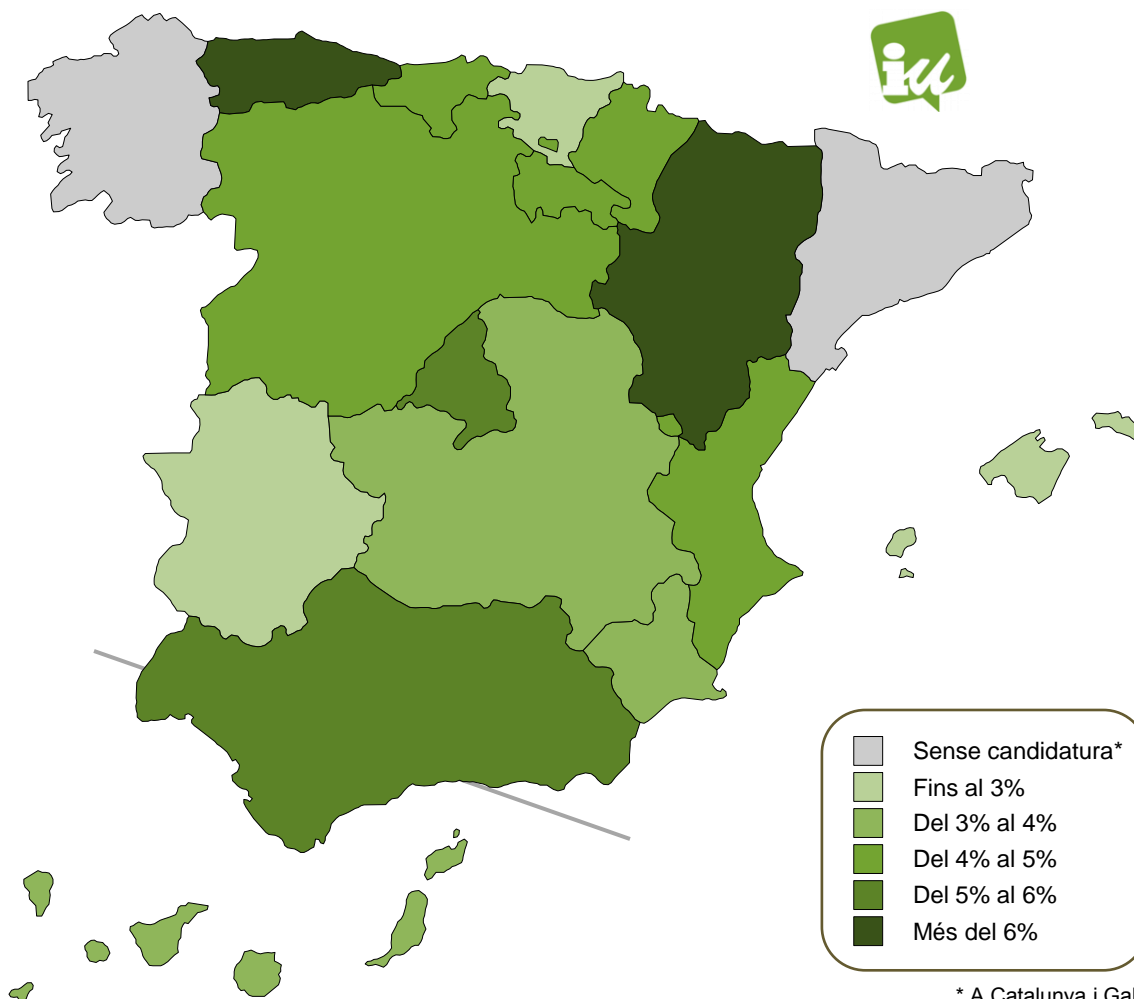 iu
Sense candidatura*
Fins al 3%
Del 3% al 4%
Del 4% al 5%
Del 5% al 6%
Més del 6%
* A Catalunya i Gal